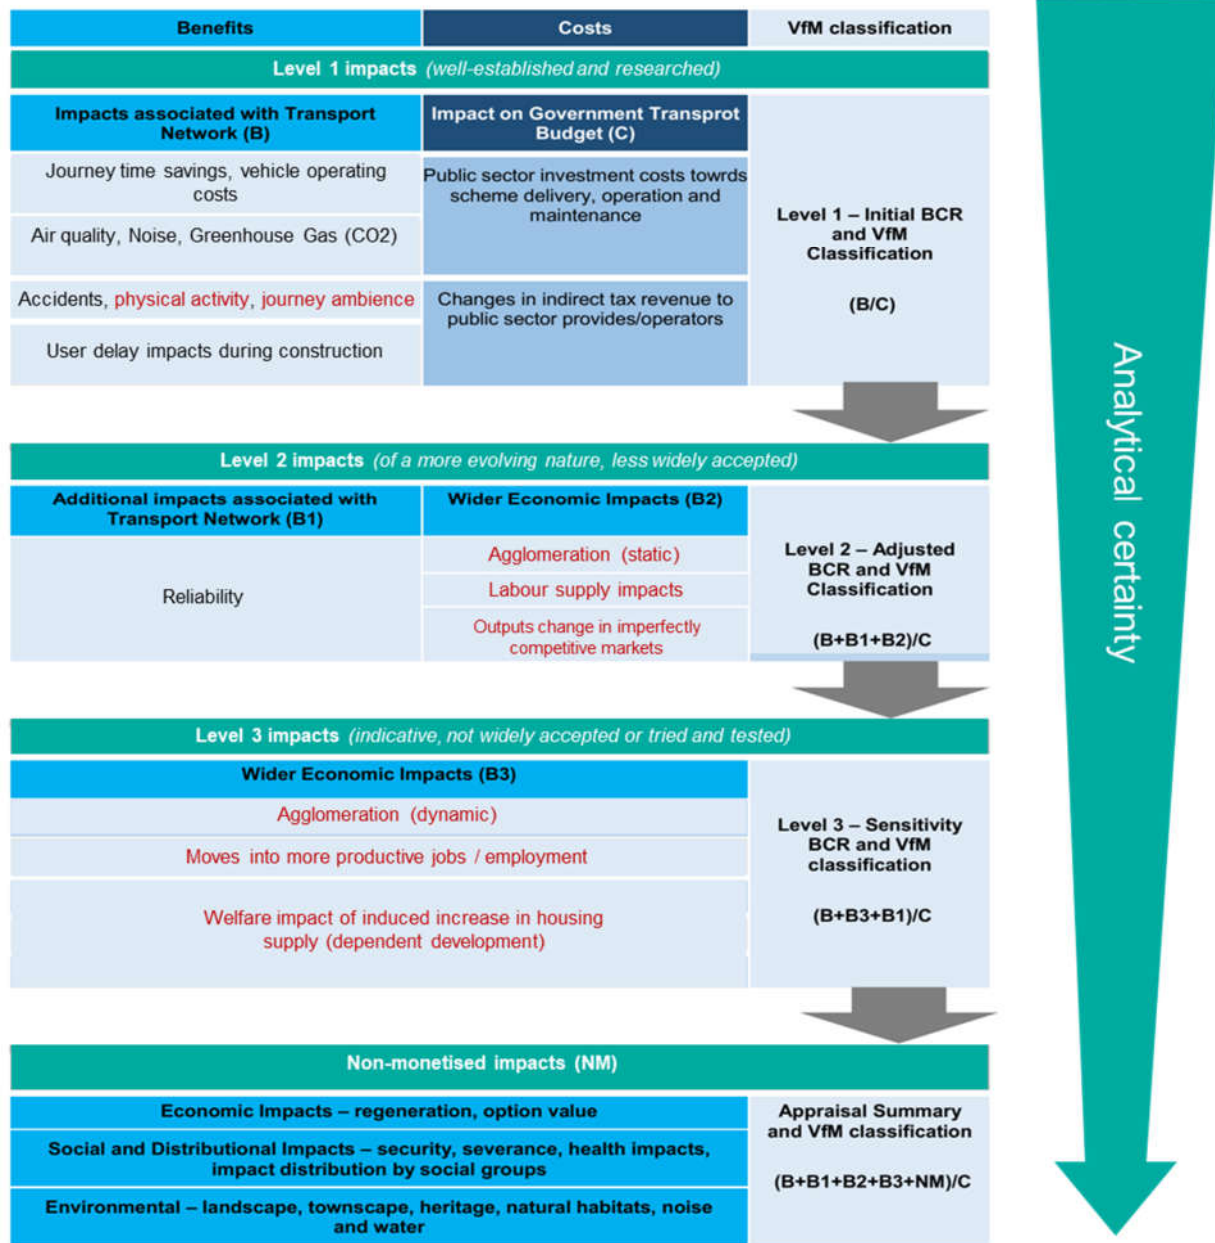 Benefits
Costs
VfM classification
Level 1 impacts (well-established and researched)
Impacts associated with Transport
Network (B)
Impact on Government Transprot
Budget (C)
Journey time savings, vehicle operating
costs
Air quality, Noise, Greenhouse Gas (CO2)
Accidents, physical activity, journey ambience
User delay impacts during construction
Public sector investment costs towrds
scheme delivery, operation and
maintenance
Changes in indirect tax revenue to
public sector provides/operators
Level 1 – Initial BCR
and VfM
Classification
(B/C)
Level 2 impacts (of a more evolving nature, less widely accepted)
Additional impacts associated with
Transport Network (B1)
Wider Economic Impacts (B2)
Reliability
Agglomeration (static)
Labour supply impacts
Outputs change in imperfectly
competitive markets
Level 2 – Adjusted
BCR and VfM
Classification
(B+B1+B2)/C
Level 3 impacts (indicative, not widely accepted or tried and tested)
Wider Economic Impacts (B3)
Agglomeration (dynamic)
Moves into more productive jobs / employment
Welfare impact of induced increase in housing
supply (dependent development)
Level 3 – Sensitivity
BCR and VfM
classification
(B+B3+B1)/C
Non-monetised impacts (NM)
Economic Impacts – regeneration, option value
Social and Distributional Impacts – security, severance, health impacts,
impact distribution by social groups
Environmental – landscape, townscape, heritage, natural habitats, noise
and water
Appraisal Summary
and VfM classification
(B+B1+B2+B3+NM)/C
Analytical certainty